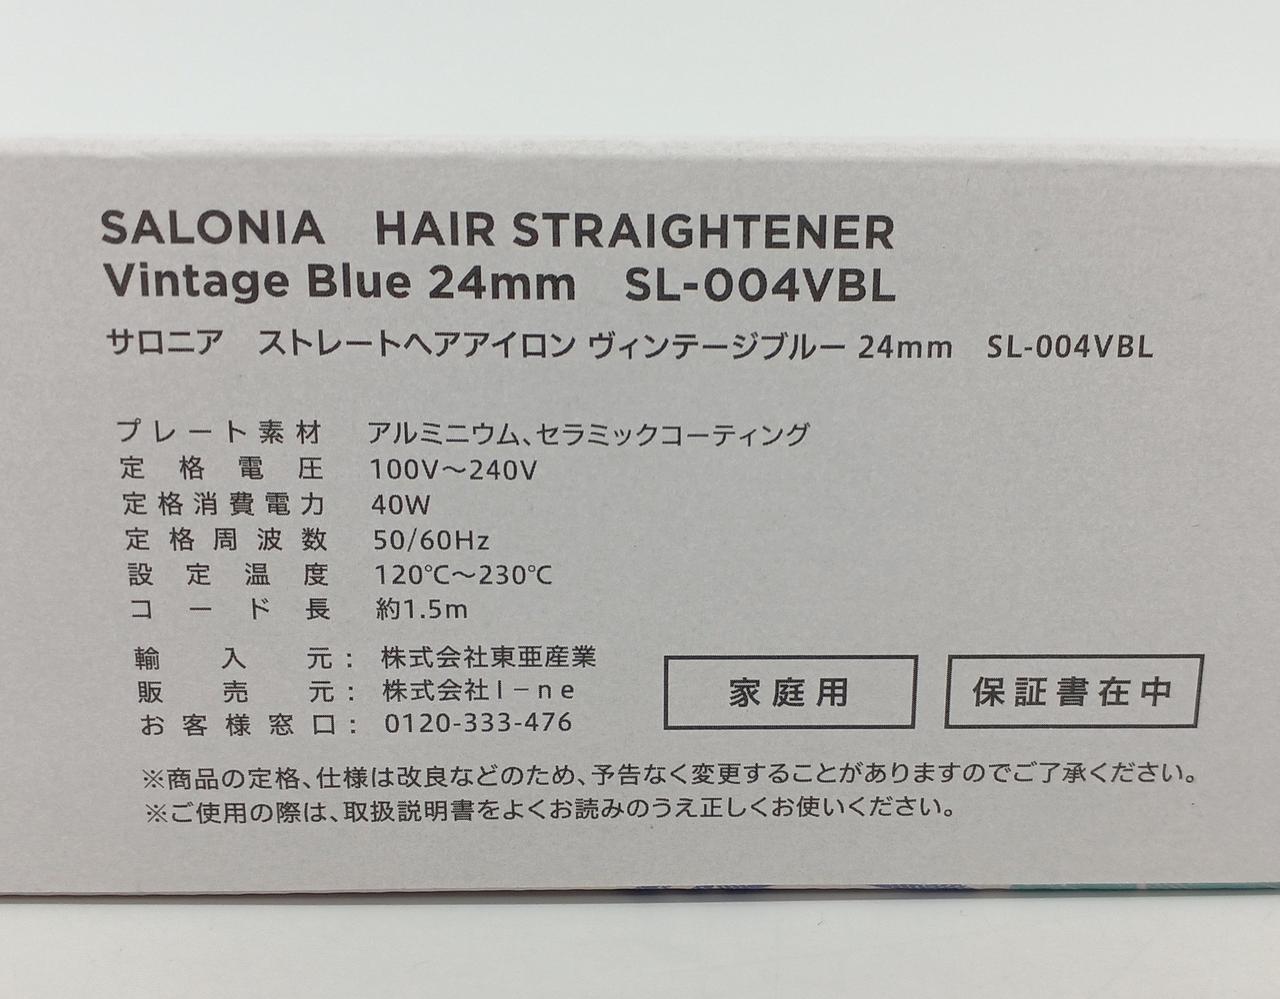 SALONIA HAIR STRAIGHTENER
Vintage Blue 24mm SL-004VBL
サロニア ストレートヘアアイロン ヴィンテージブルー 24mm SL-004VBL
プレート素材 アルミニウム、セラミックコーティング
定格電圧 100V〜240V
定格消費電力 40W
定格周波数 50/60Hz
設定温度 120℃〜230℃
コード長 約1.5m
輸入元: 株式会社東亜産業
販売元: 株式会社I−ne
お客様窓口: 0120-333-476
家庭用 保証書在中
※商品の定格、仕様は改良などのため、予告なく変更することがありますのでご了承ください。
※ご使用の際は、取扱説明書をよくお読みのうえ正しくお使いください。